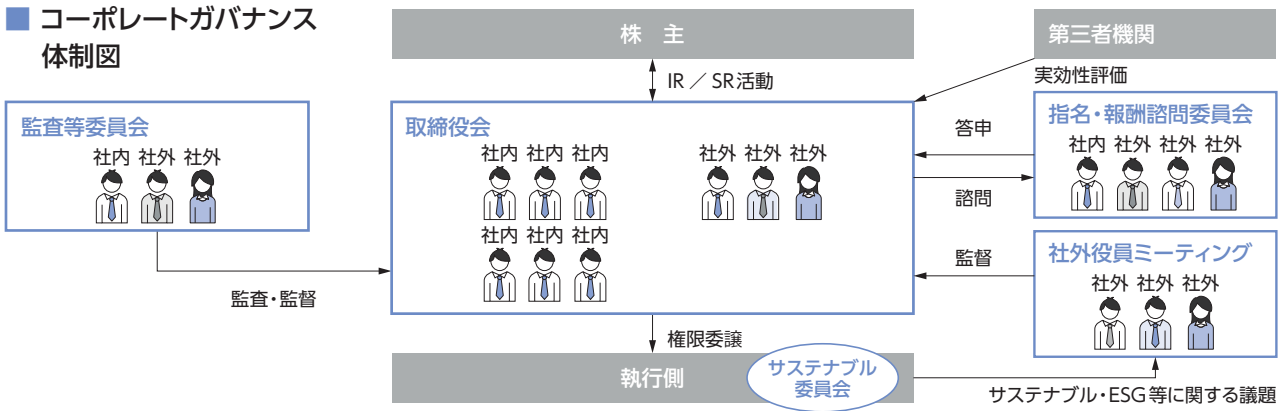 ■ コーポレートガバナンス
体制図
株 主
第三者機関
IR ／ SR活動
実効性評価
監査等委員会
社内 社外 社外
取締役会
社内 社内 社内
社外 社外 社外
社内 社内 社内
答申
諮問
指名・報酬諮問委員会
社内 社外 社外 社外
監督
社外役員ミーティング
社外 社外 社外
監査・監督
権限委譲
執行側
サステナブル
委員会
サステナブル・ESG等に関する議題